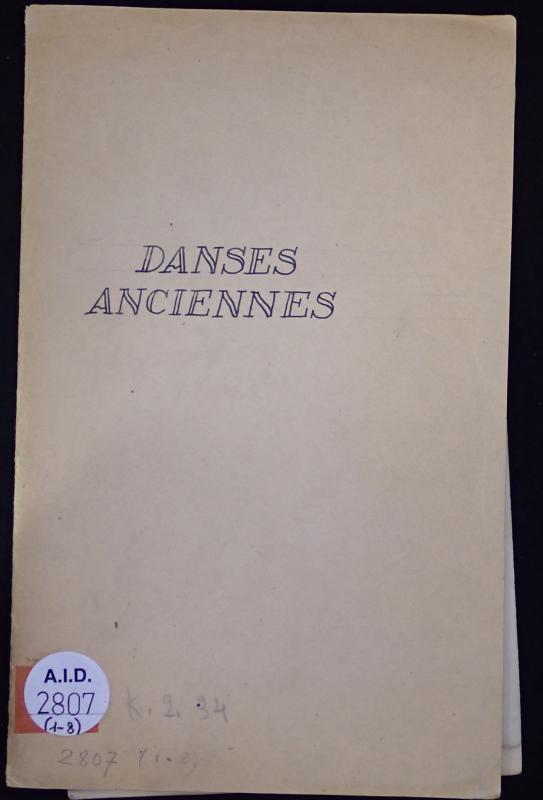 DANSES
ANCIENNES
A.I.D.
2807
(1-8)
K. 2. 34
2807 (1-8)